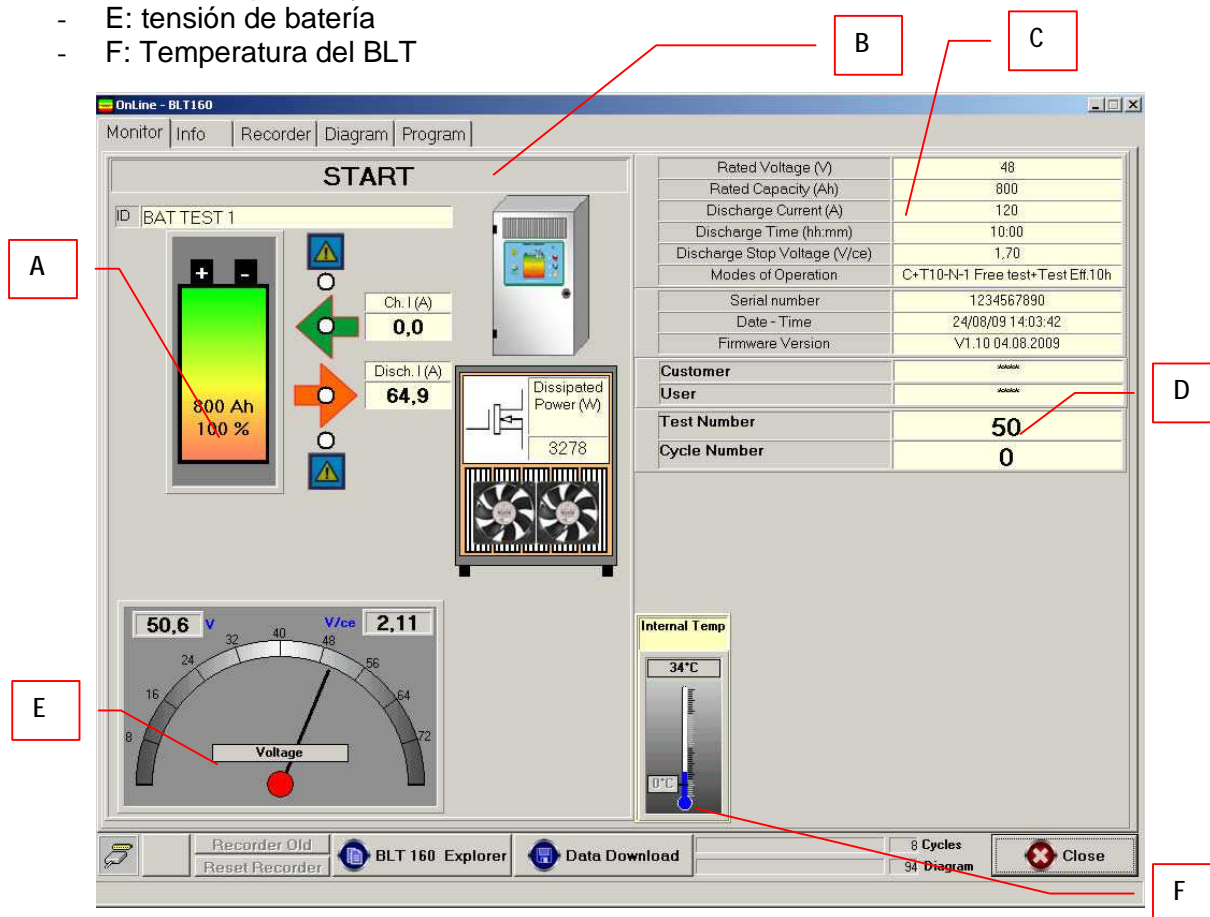 - E: tensión de batería
- F: Temperatura del BLT
B
C
OnLine - BLT160
Monitor Info Recorder Diagram Program
START
ID BAT TEST 1
A
+ -
800 Ah
100 %
Ch. I (A)
0,0
Disch. I (A)
64,9
Dissipated
Power (W)
3278
Rated Voltage (V) 48
Rated Capacity (Ah) 800
Discharge Current (A) 120
Discharge Time (hh:mm) 10:00
Discharge Stop Voltage (V/ce) 1,70
Modes of Operation C+T10-N-1 Free test+Test Eff.10h
Serial number 1234567890
Date - Time 24/08/09 14:03:42
Firmware Version V1.10 04.08.2009
Customer *****
User *****
D
Test Number 50
Cycle Number 0
50,6 V V/ce 2,11
8 16 24 32 40 48 56 64 72
Voltage
E
Internal Temp
34°C
0°C
Recorder Old
Reset Recorder
BLT 160 Explorer
Data Download
8 Cycles
94 Diagram
Close
F